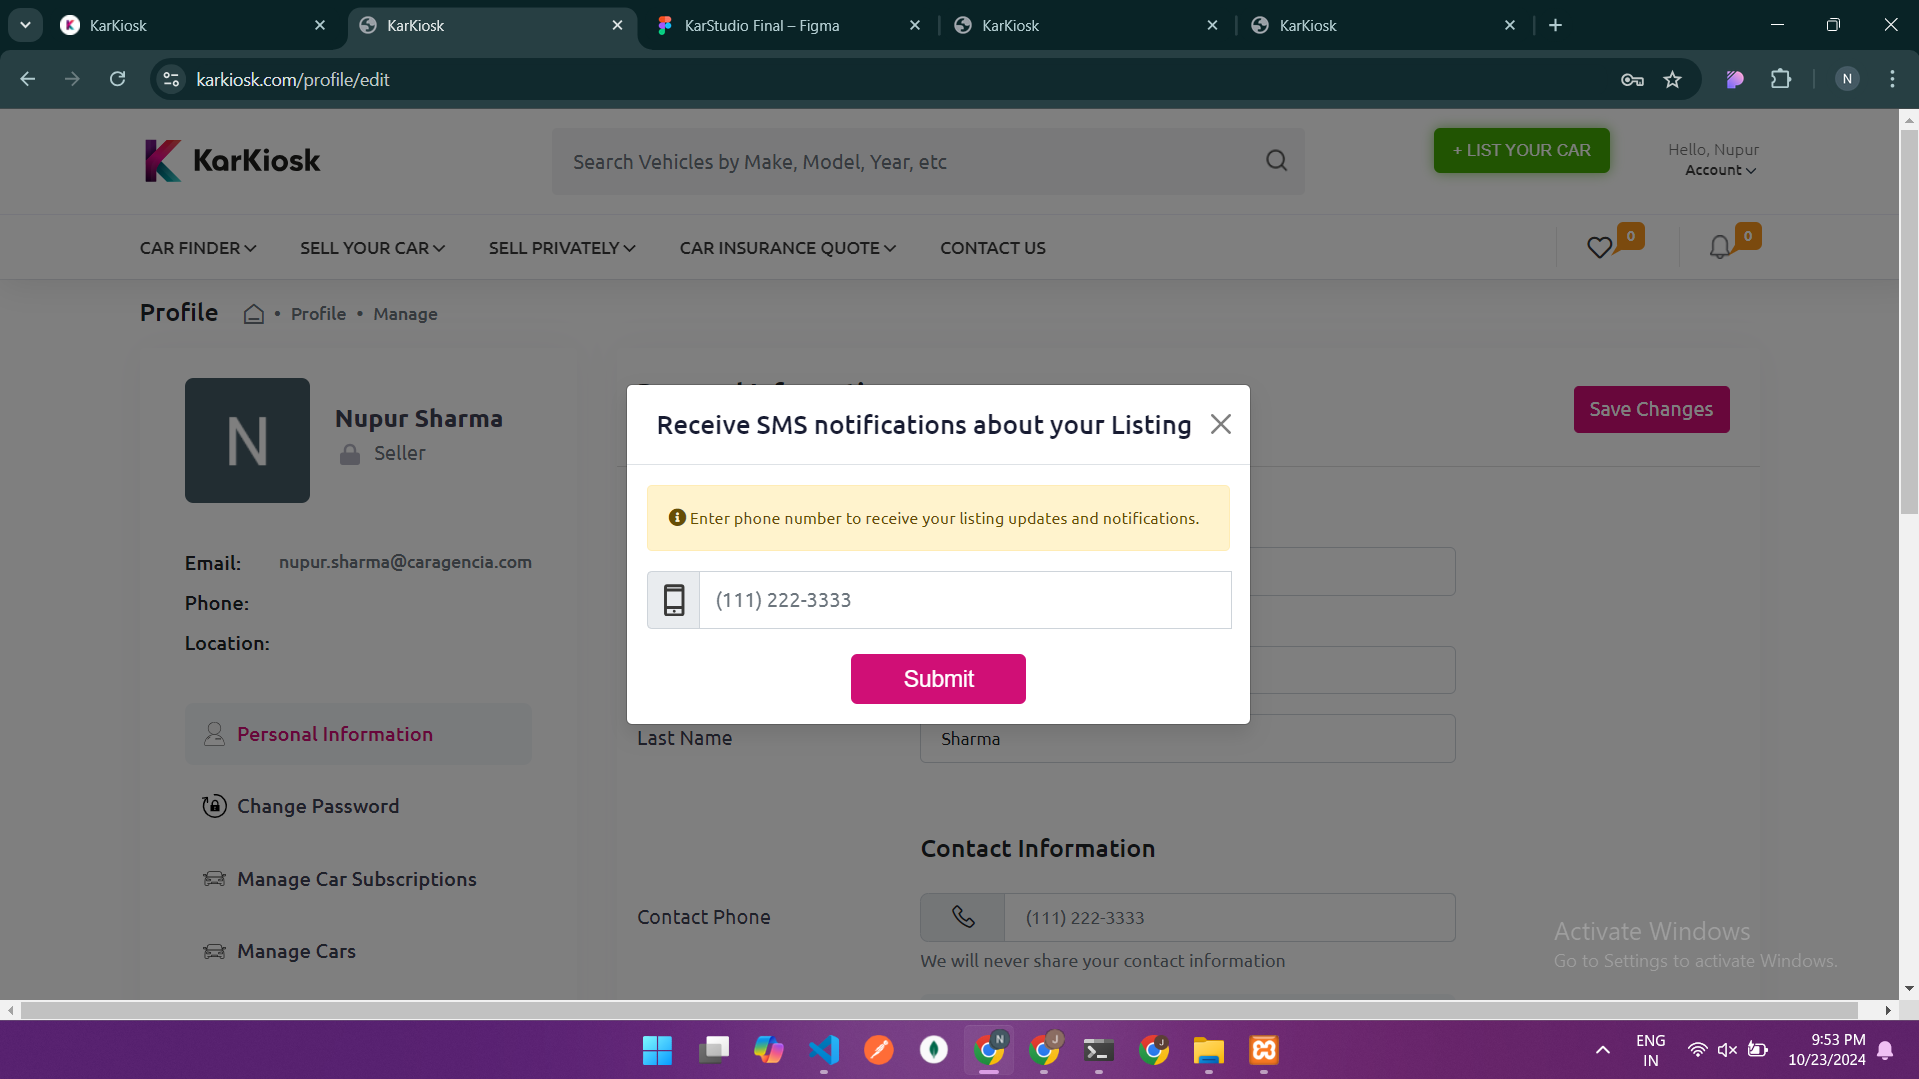 KarKiosk
KarKiosk
KarStudio Final – Figma
KarKiosk
KarKiosk
karkiosk.com/profile/edit
N
KarKiosk
Search Vehicles by Make, Model, Year, etc
+ LIST YOUR CAR
Hello, Nupur
Account
CAR FINDER
SELL YOUR CAR
SELL PRIVATELY
CAR INSURANCE QUOTE
CONTACT US
0
0
Profile
• Profile • Manage
N
Nupur Sharma
Seller
Email: nupur.sharma@caragencia.com
Phone:
Location:
Personal Information
Change Password
Manage Car Subscriptions
Manage Cars
Save Changes
Receive SMS notifications about your Listing
Enter phone number to receive your listing updates and notifications.
(111) 222-3333
Submit
Last Name
Sharma
Contact Information
Contact Phone
(111) 222-3333
We will never share your contact information
Activate Windows
Go to Settings to activate Windows.
N
J
J
ENG
IN
9:53 PM
10/23/2024